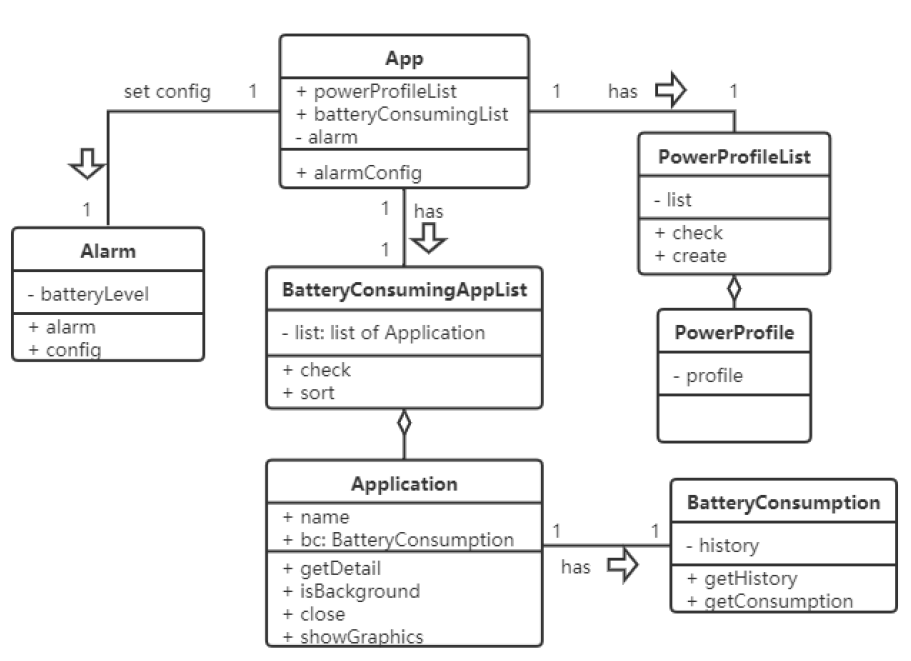 App
+ powerProfileList
+ batteryConsumingList
- alarm
+ alarmConfig
set config
1
1
1
has
1
PowerProfileList
- list
+ check
+ create
PowerProfile
- profile
Alarm
- batteryLevel
+ alarm
+ config
1
has
1
BatteryConsumingAppList
- list: list of Application
+ check
+ sort
Application
+ name
+ bc: BatteryConsumption
+ getDetail
+ isBackground
+ close
+ showGraphics
1
has
1
BatteryConsumption
- history
+ getHistory
+ getConsumption